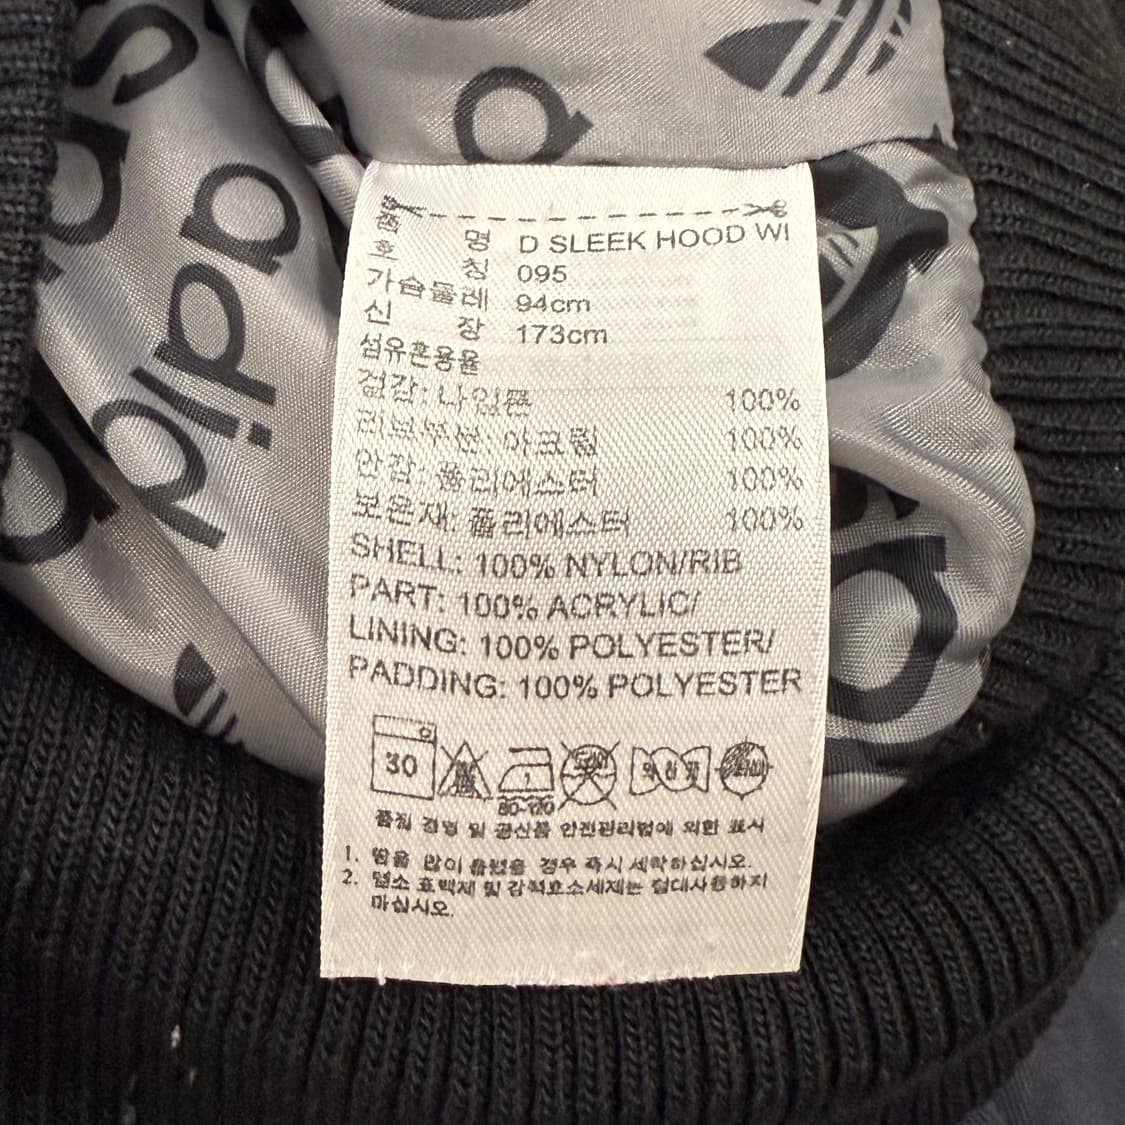 adidas
품 명 D SLEEK HOOD WI
호 칭 095
가슴둘레 94cm
신 장 173cm
섬유혼용율
겉감: 나일론 100%
리브부분: 아크릴 100%
안감: 폴리에스터 100%
보온재: 폴리에스터 100%
SHELL: 100% NYLON/RIB
PART: 100% ACRYLIC/
LINING: 100% POLYESTER/
PADDING: 100% POLYESTER
30
1
80-120
약하게
품질 경영 및 공산품 안전관리법에 의한 표시
1. 땀을 많이 흘렸을 경우 즉시 세탁하십시오.
2. 염소 표백제 및 강력효소세제는 절대사용하지
마십시오.